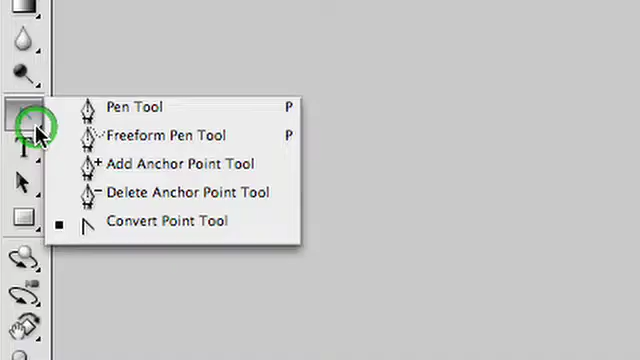 Pen Tool P
Freeform Pen Tool P
Add Anchor Point Tool
Delete Anchor Point Tool
Convert Point Tool
T